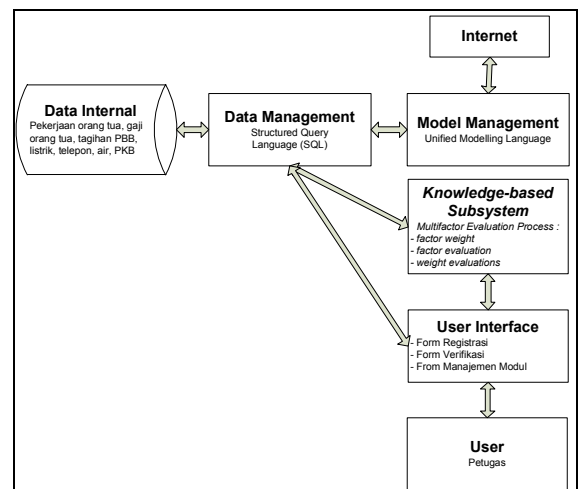 Internet
Data Internal
Pekerjaan orang tua, gaji
orang tua, tagihan PBB,
listrik, telepon, air, PKB
Data Management
Structured Query
Language (SQL)
Model Management
Unified Modelling Language
Knowledge-based
Subsystem
Multifactor Evaluation Process :
- factor weight
- factor evaluation
- weight evaluations
User Interface
- Form Registrasi
- Form Verifikasi
- From Manajemen Modul
User
Petugas